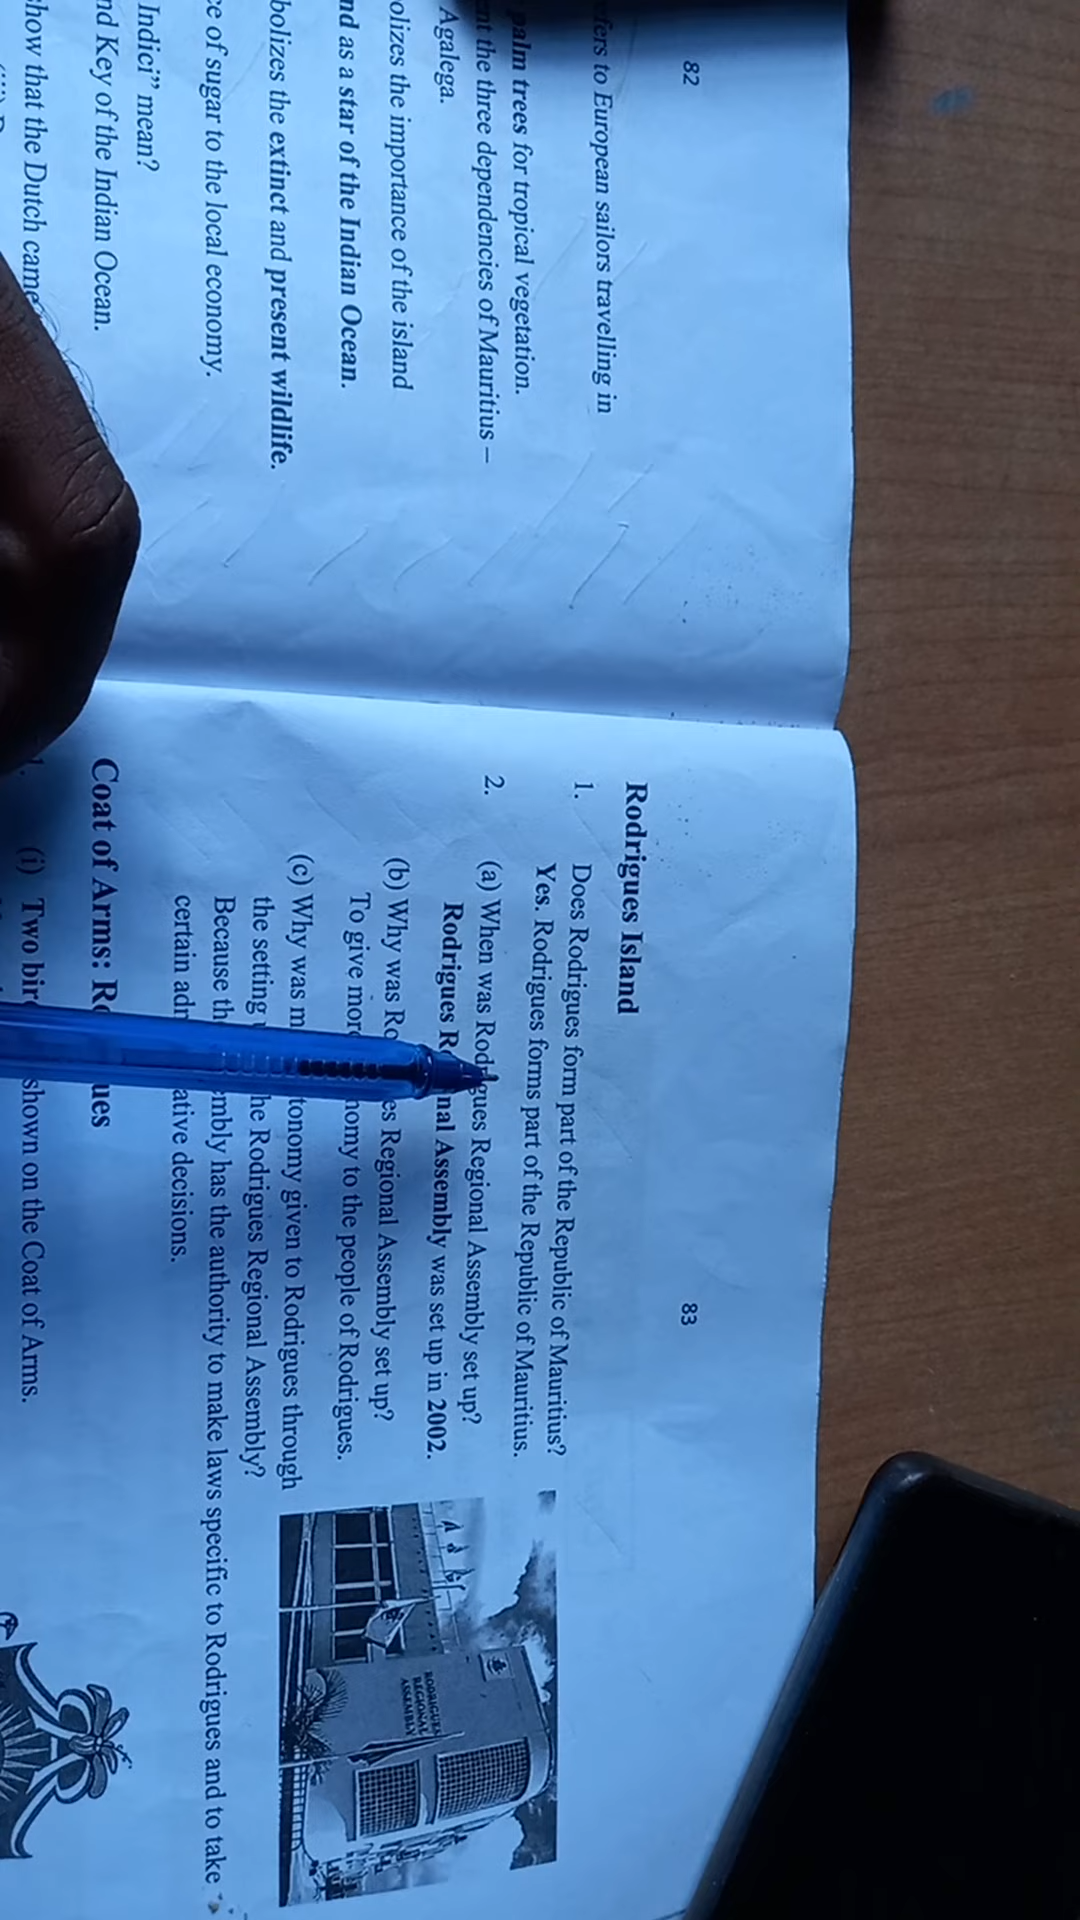 82
fers to European sailors travelling in
palm trees for tropical vegetation.
nt the three dependencies of Mauritius –
Agalega.
olizes the importance of the island
nd as a star of the Indian Ocean.
bolizes the extinct and present wildlife.
ce of sugar to the local economy.
Indici” mean?
nd Key of the Indian Ocean.
show that the Dutch came
83
Rodrigues Island
1. Does Rodrigues form part of the Republic of Mauritius?
Yes. Rodrigues forms part of the Republic of Mauritius.
2. (a) When was Rodrigues Regional Assembly set up?
Rodrigues R nal Assembly was set up in 2002.
(b) Why was Ro es Regional Assembly set up?
To give mor nomy to the people of Rodrigues.
(c) Why was m tonomy given to Rodrigues through
the setting he Rodrigues Regional Assembly?
Because th mbly has the authority to make laws specific to Rodrigues and to take
certain adm ative decisions.
RODRIGUES
REGIONAL
ASSEMBLY
Coat of Arms: Ro ues
1. (i) Two bir shown on the Coat of Arms.